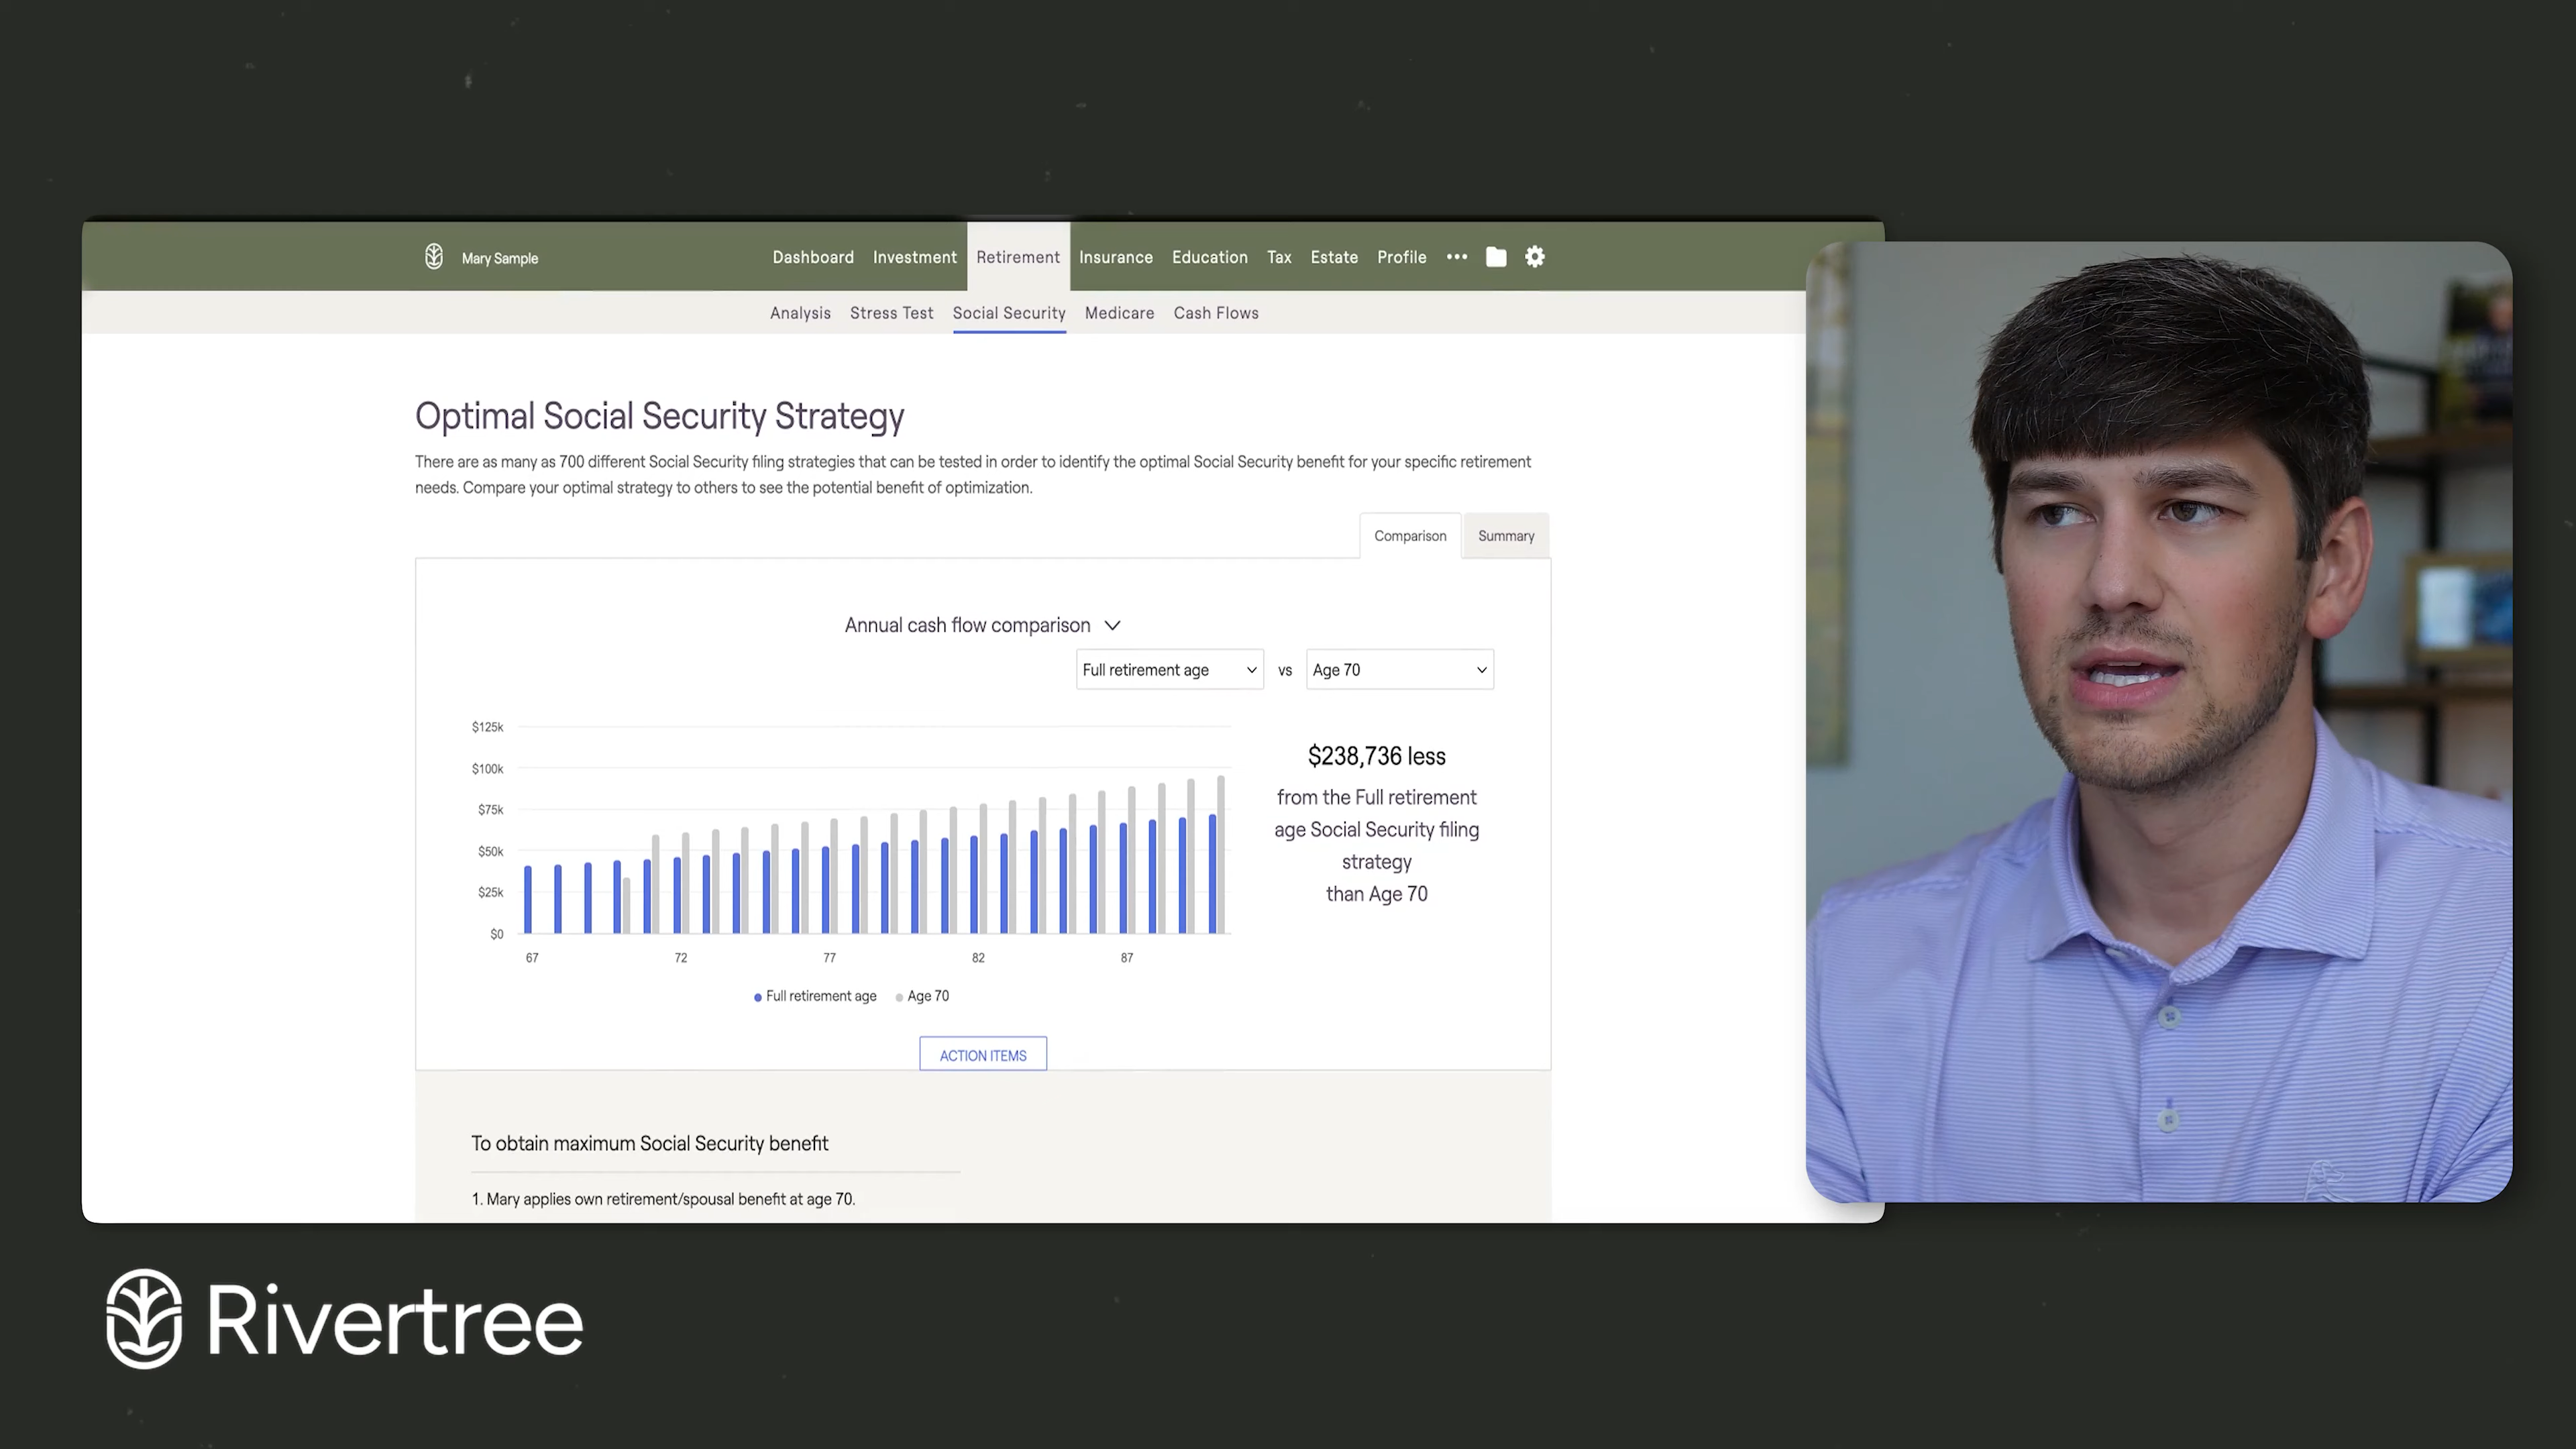 Mary Sample
Dashboard Investment Retirement Insurance Education Tax Estate Profile •••
Analysis Stress Test Social Security Medicare Cash Flows
Optimal Social Security Strategy
There are as many as 700 different Social Security filing strategies that can be tested in order to identify the optimal Social Security benefit for your specific retirement
needs. Compare your optimal strategy to others to see the potential benefit of optimization.
Comparison Summary
Annual cash flow comparison
Full retirement age vs Age 70
$125k
$100k
$75k
$50k
$25k
$0
67 72 77 82 87
Full retirement age Age 70
$238,736 less
from the Full retirement
age Social Security filing
strategy
than Age 70
ACTION ITEMS
To obtain maximum Social Security benefit
1. Mary applies own retirement/spousal benefit at age 70.
Rivertree